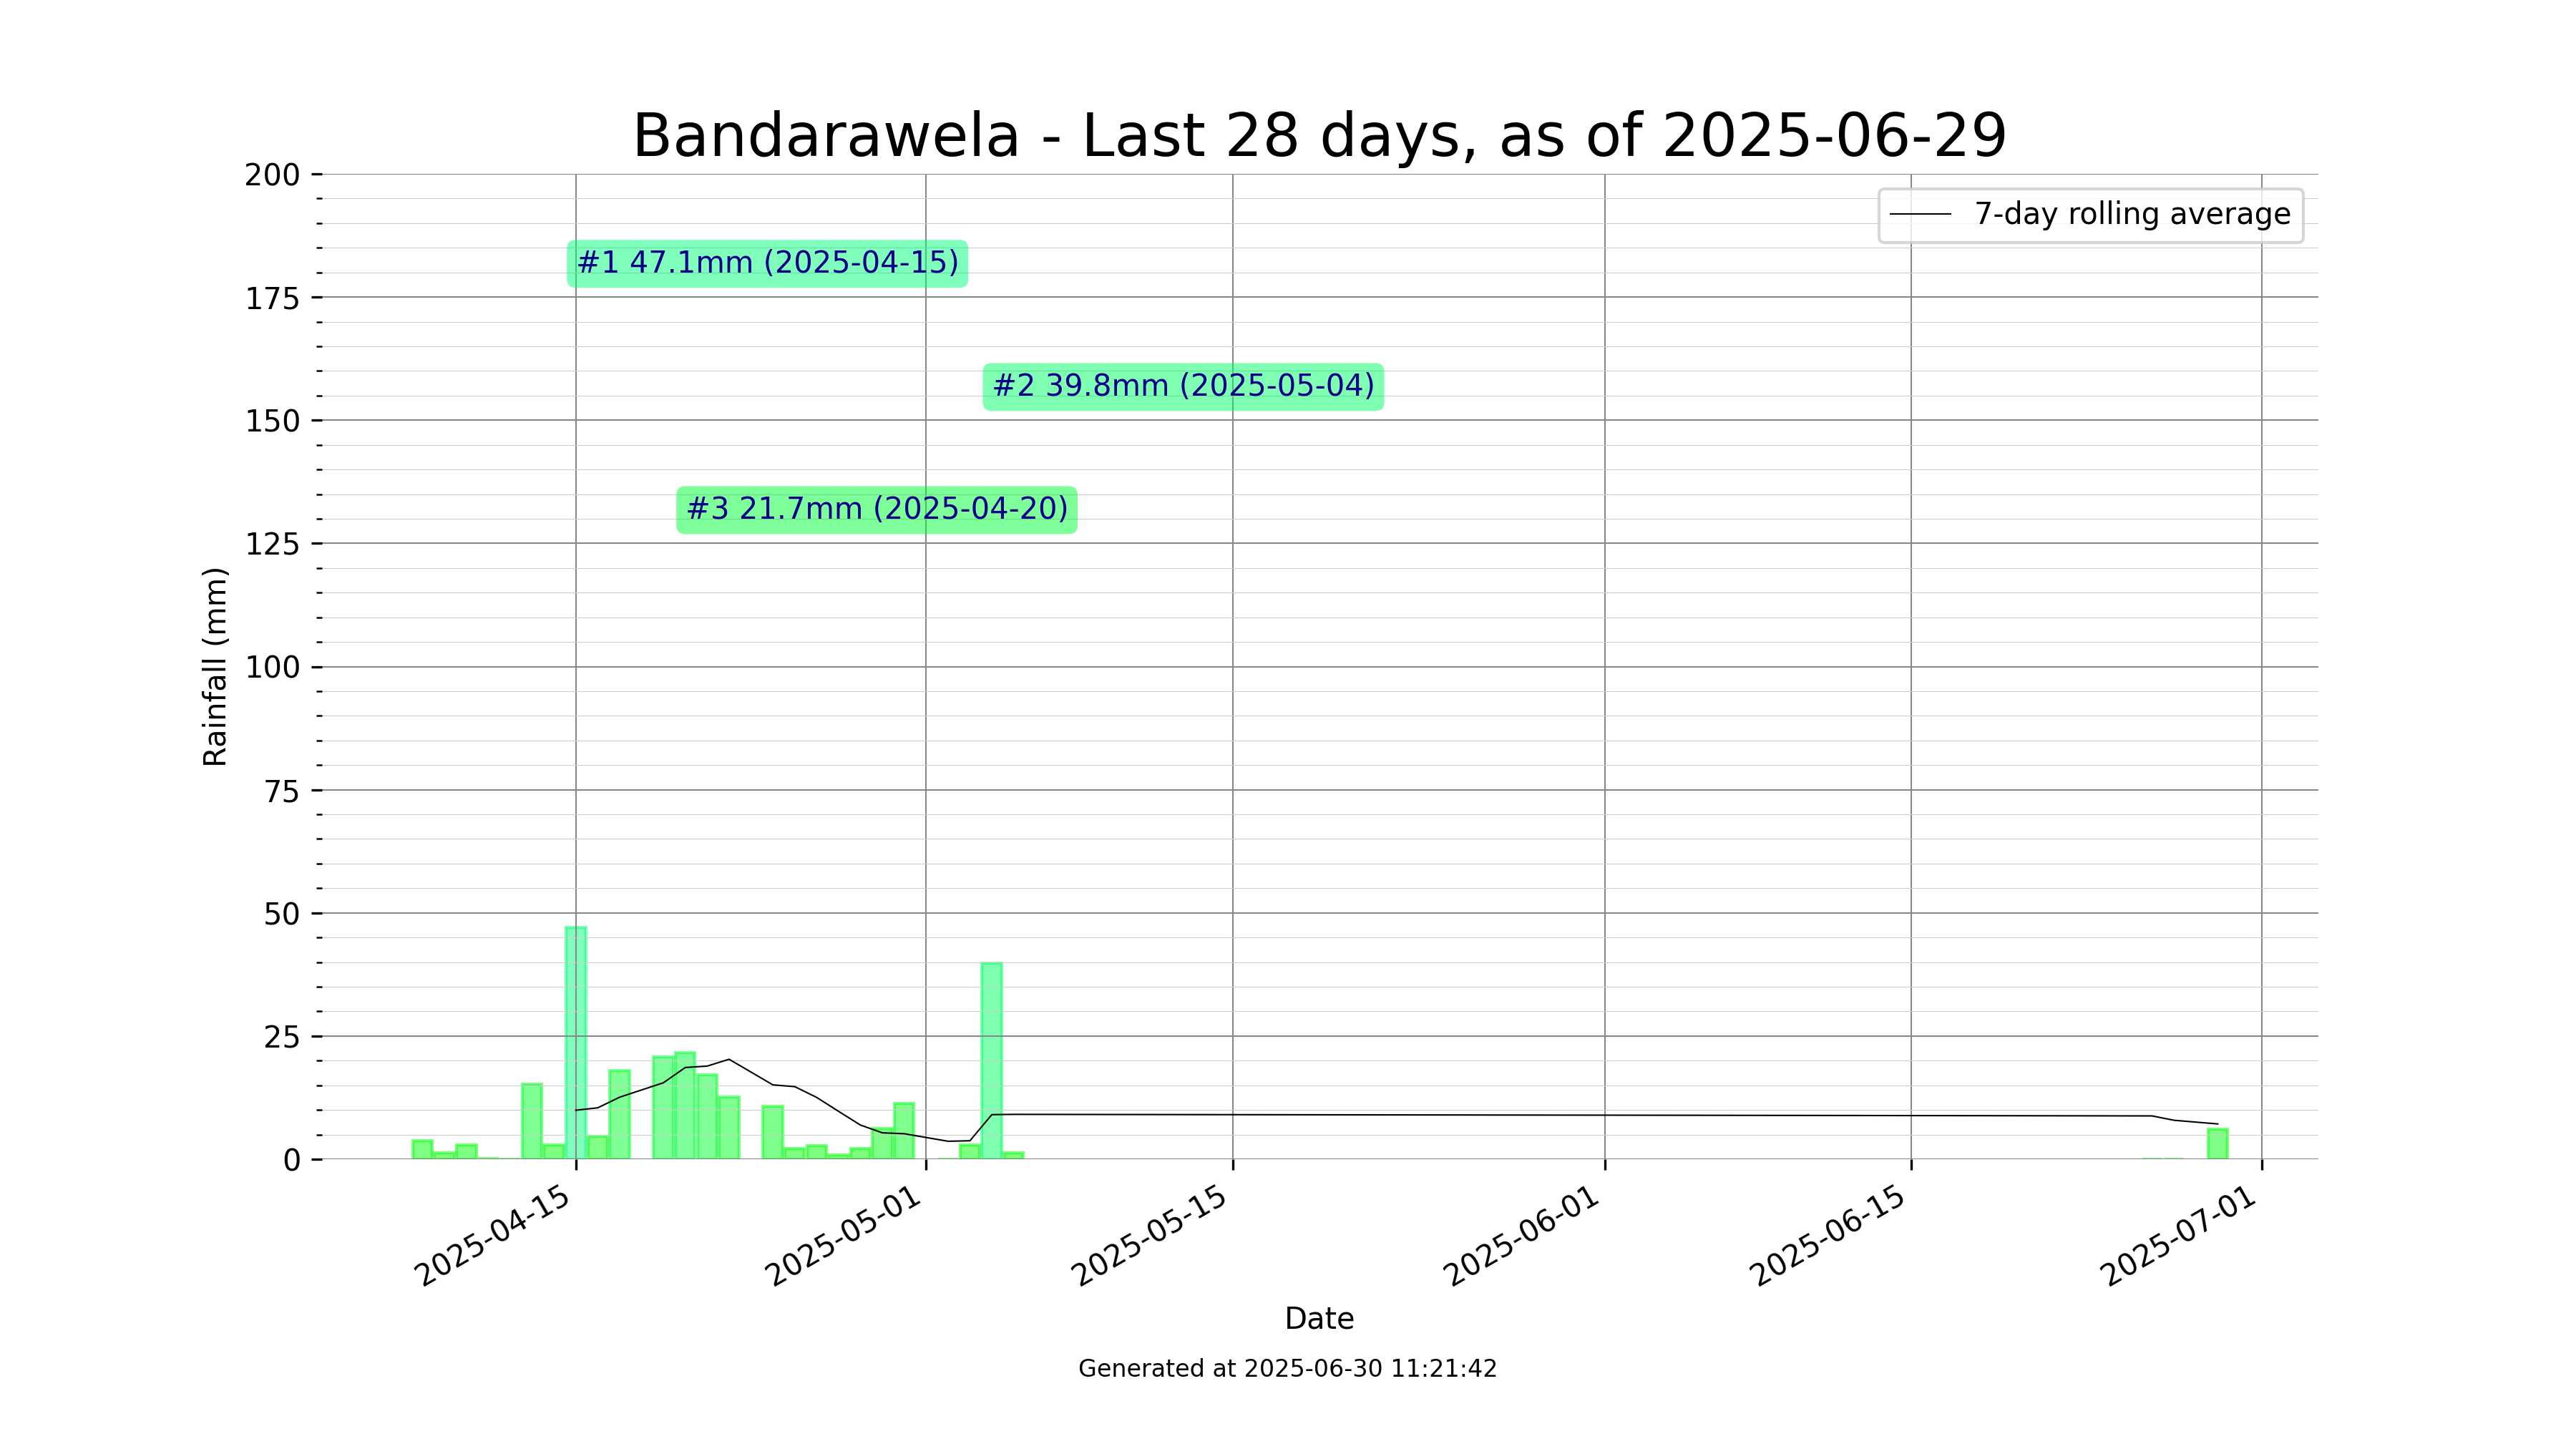 Bandarawela - Last 28 days, as of 2025-06-29
200
175
150
125
100
75
50
25
0
Rainfall (mm)
7-day rolling average
#1 47.1mm (2025-04-15)
#2 39.8mm (2025-05-04)
#3 21.7mm (2025-04-20)
2025-04-15
2025-05-01
2025-05-15
2025-06-01
2025-06-15
2025-07-01
Date
Generated at 2025-06-30 11:21:42